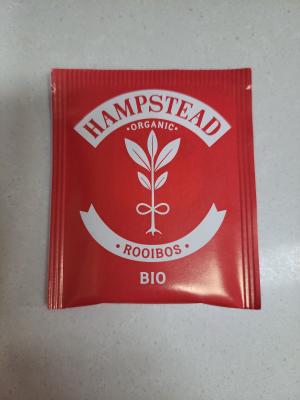 HAMPSTEAD
·ORGANIC·
· ROOIBOS ·
BIO